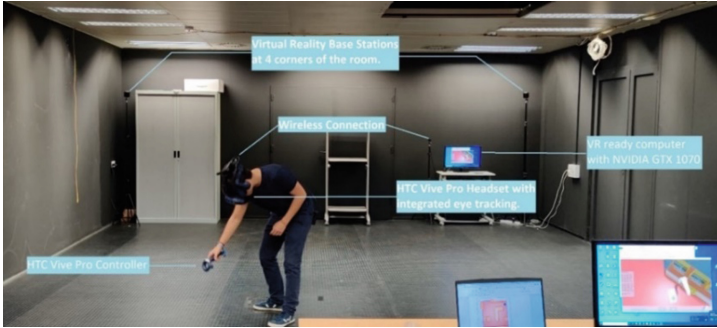 Virtual Reality Base Stations
at 4 corners of the room.
Wireless Connection
VR ready computer
with NVIDIA GTX 1070
HTC Vive Pro Headset with
integrated eye tracking.
HTC Vive Pro Controller